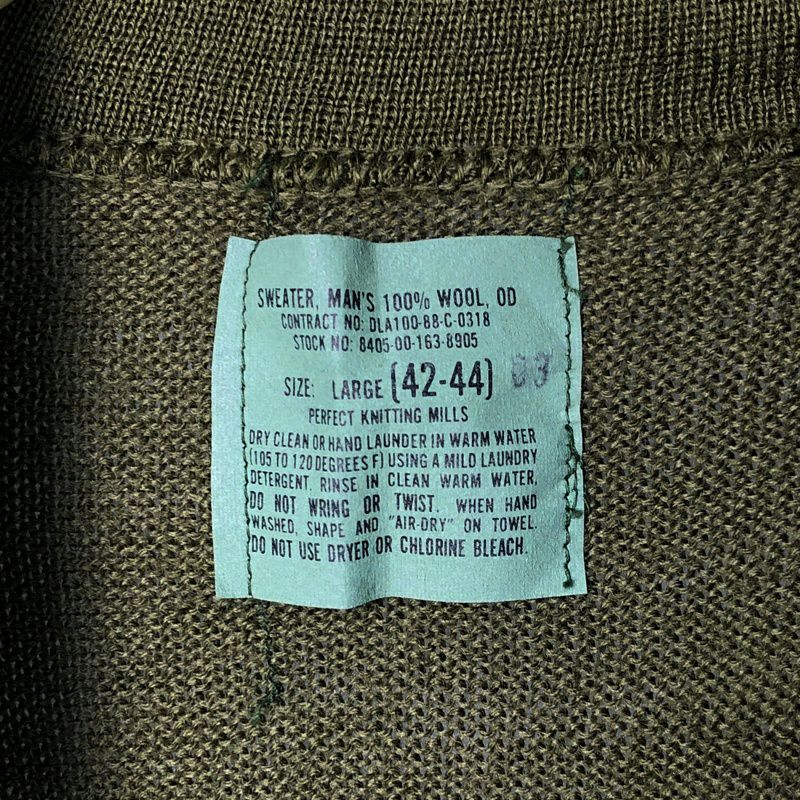 SWEATER, MAN'S 100% WOOL, OD
CONTRACT NO: DLA100-88-C-0318
STOCK NO: 8405-00-163-8905
SIZE: LARGE (42-44)
PERFECT KNITTING MILLS
DRY CLEAN OR HAND LAUNDER IN WARM WATER
(105 TO 120 DEGREES F) USING A MILD LAUNDRY
DETERGENT. RINSE IN CLEAN WARM WATER.
DO NOT WRING OR TWIST. WHEN HAND
WASHED, SHAPE AND "AIR-DRY" ON TOWEL.
DO NOT USE DRYER OR CHLORINE BLEACH.